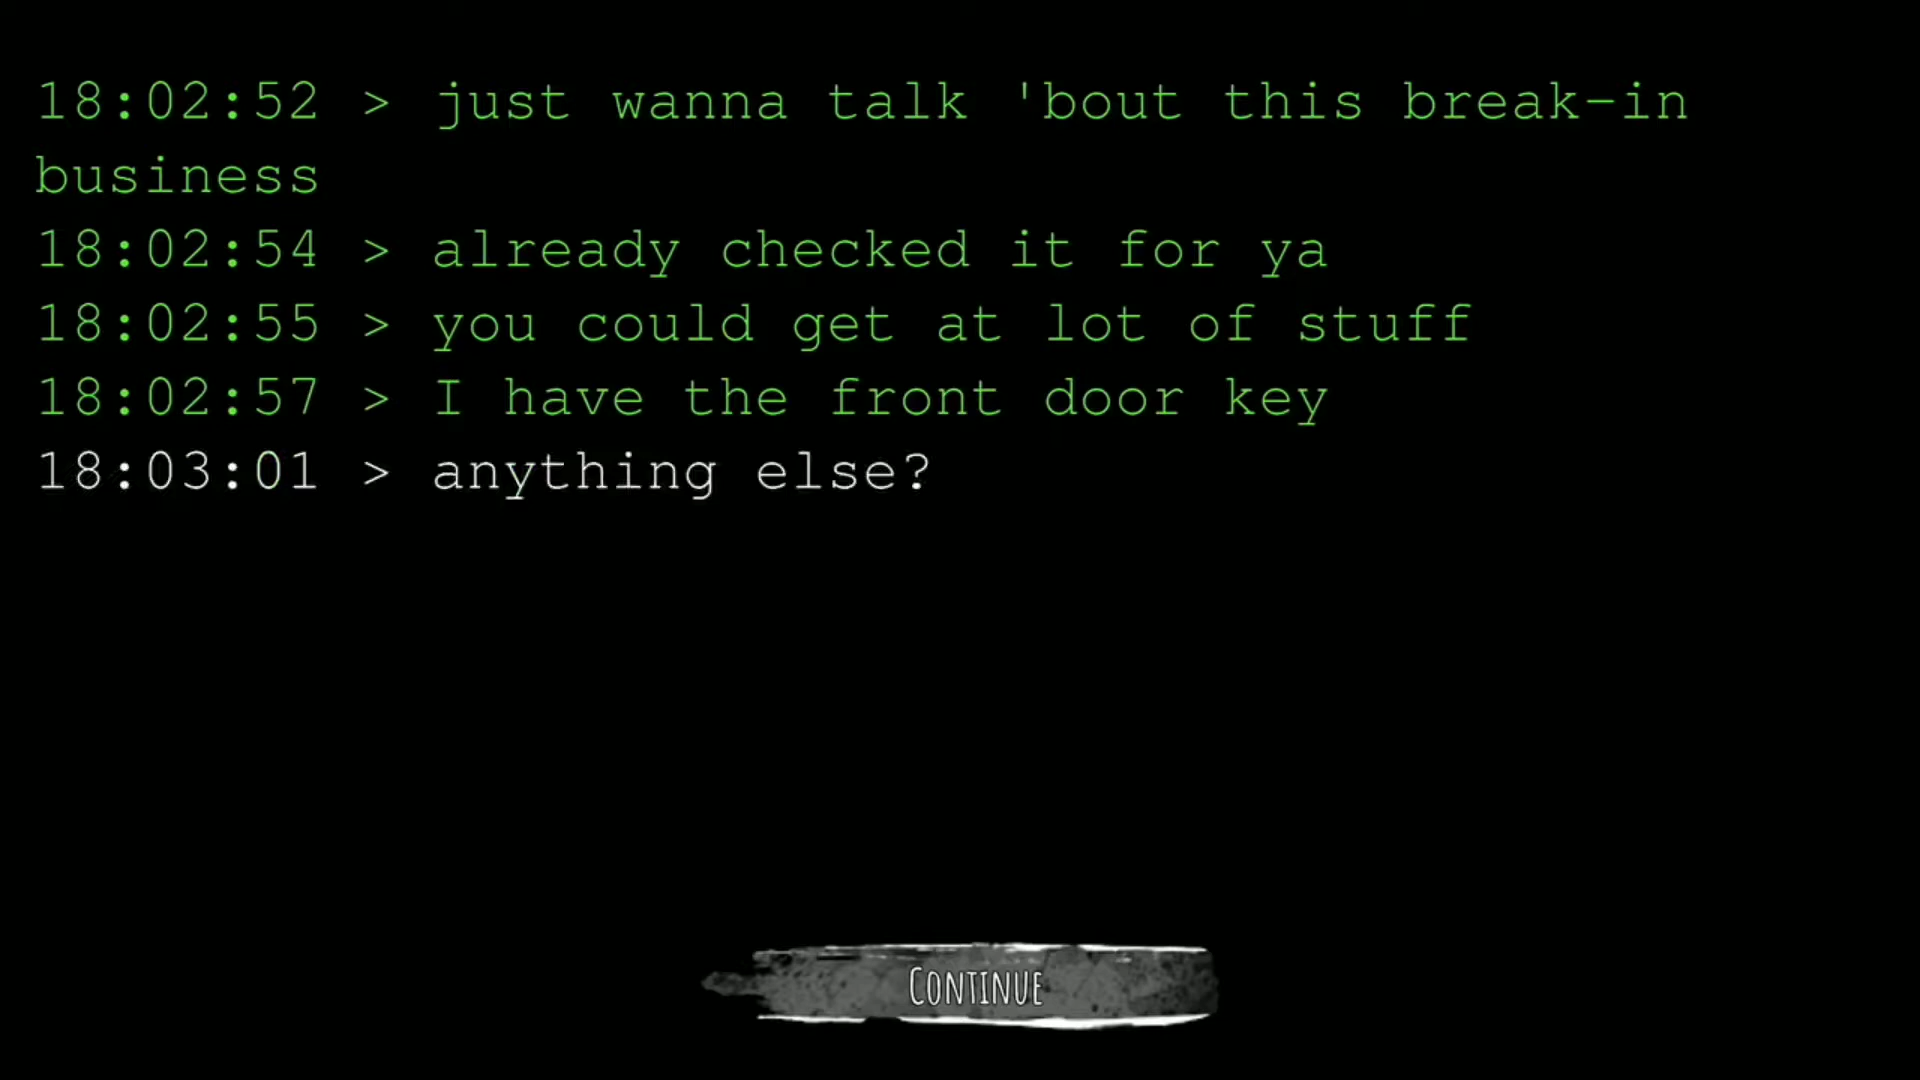 18:02:52 > just wanna talk 'bout this break-in
business
18:02:54 > already checked it for ya
18:02:55 > you could get at lot of stuff
18:02:57 > I have the front door key
18:03:01 > anything else?
Continue